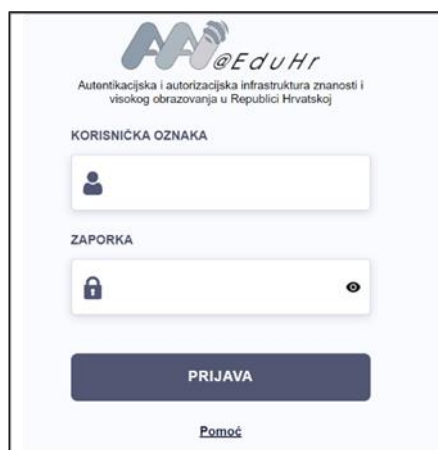 AAI@EduHr
Autentikacijska i autorizacijska infrastruktura znanosti i
visokog obrazovanja u Republici Hrvatskoj
KORISNIČKA OZNAKA
ZAPORKA
PRIJAVA
Pomoć